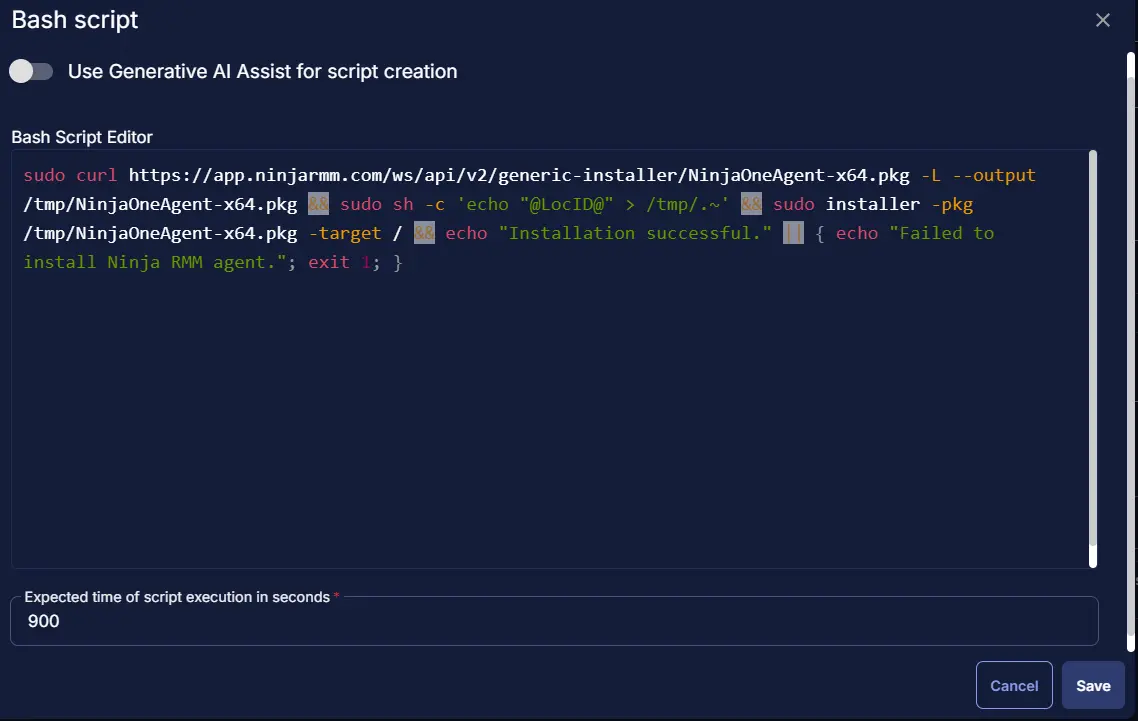 Bash script
Use Generative AI Assist for script creation
Bash Script Editor
sudo curl https://app.ninjarmm.com/ws/api/v2/generic-installer/NinjaOneAgent-x64.pkg -L --output
/tmp/NinjaOneAgent-x64.pkg && sudo sh -c 'echo "@LocID@" > /tmp/.~' && sudo installer -pkg
/tmp/NinjaOneAgent-x64.pkg -target / && echo "Installation successful." || { echo "Failed to
install Ninja RMM agent."; exit 1; }
Expected time of script execution in seconds *
900
Cancel
Save